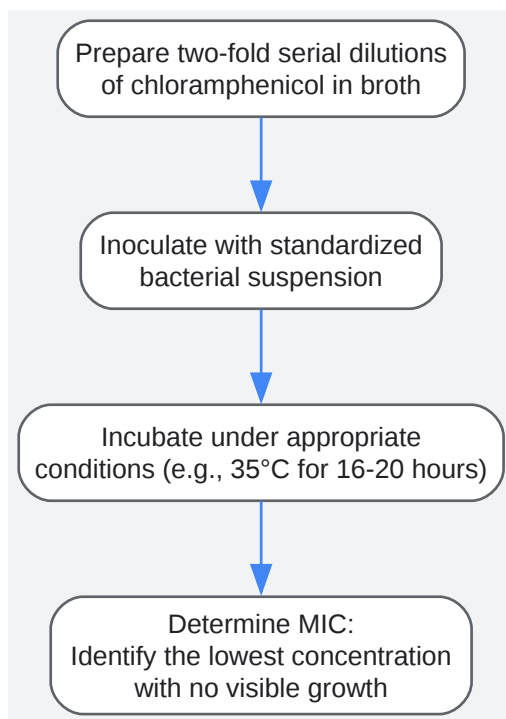 Prepare two-fold serial dilutions
of chloramphenicol in broth
Inoculate with standardized
bacterial suspension
Incubate under appropriate
conditions (e.g., 35°C for 16-20 hours)
Determine MIC:
Identify the lowest concentration
with no visible growth